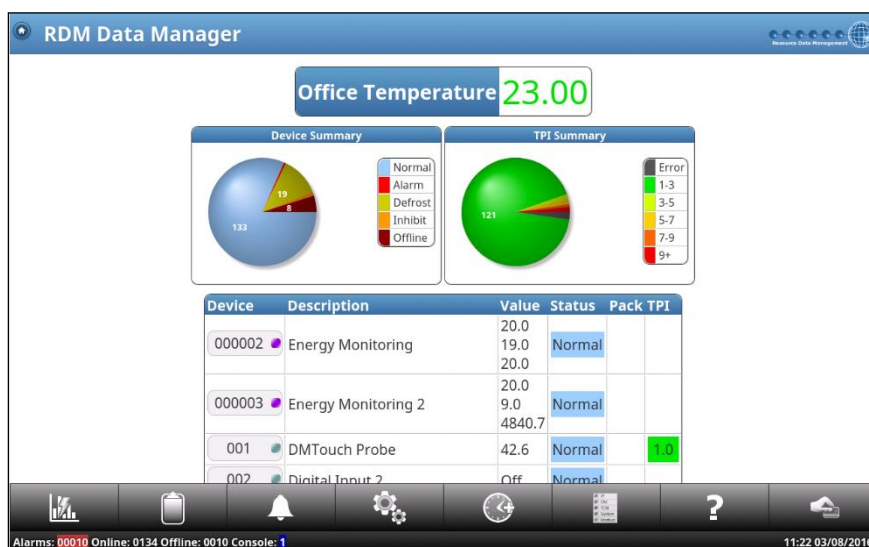 RDM Data Manager
Resource Data Management
Office Temperature 23.00
Device Summary
133
19
8
Normal
Alarm
Defrost
Inhibit
Offline
TPI Summary
121
Error
1-3
3-5
5-7
7-9
9+
Device Description Value Status Pack TPI
000002 Energy Monitoring 20.0 19.0 20.0 Normal
000003 Energy Monitoring 2 20.0 9.0 4840.7 Normal
001 DMTouch Probe 42.6 Normal 1.0
002 Digital Input 2 Off Normal
?
Alarms: 00010 Online: 0134 Offline: 0010 Console: 1
11:22 03/08/2016